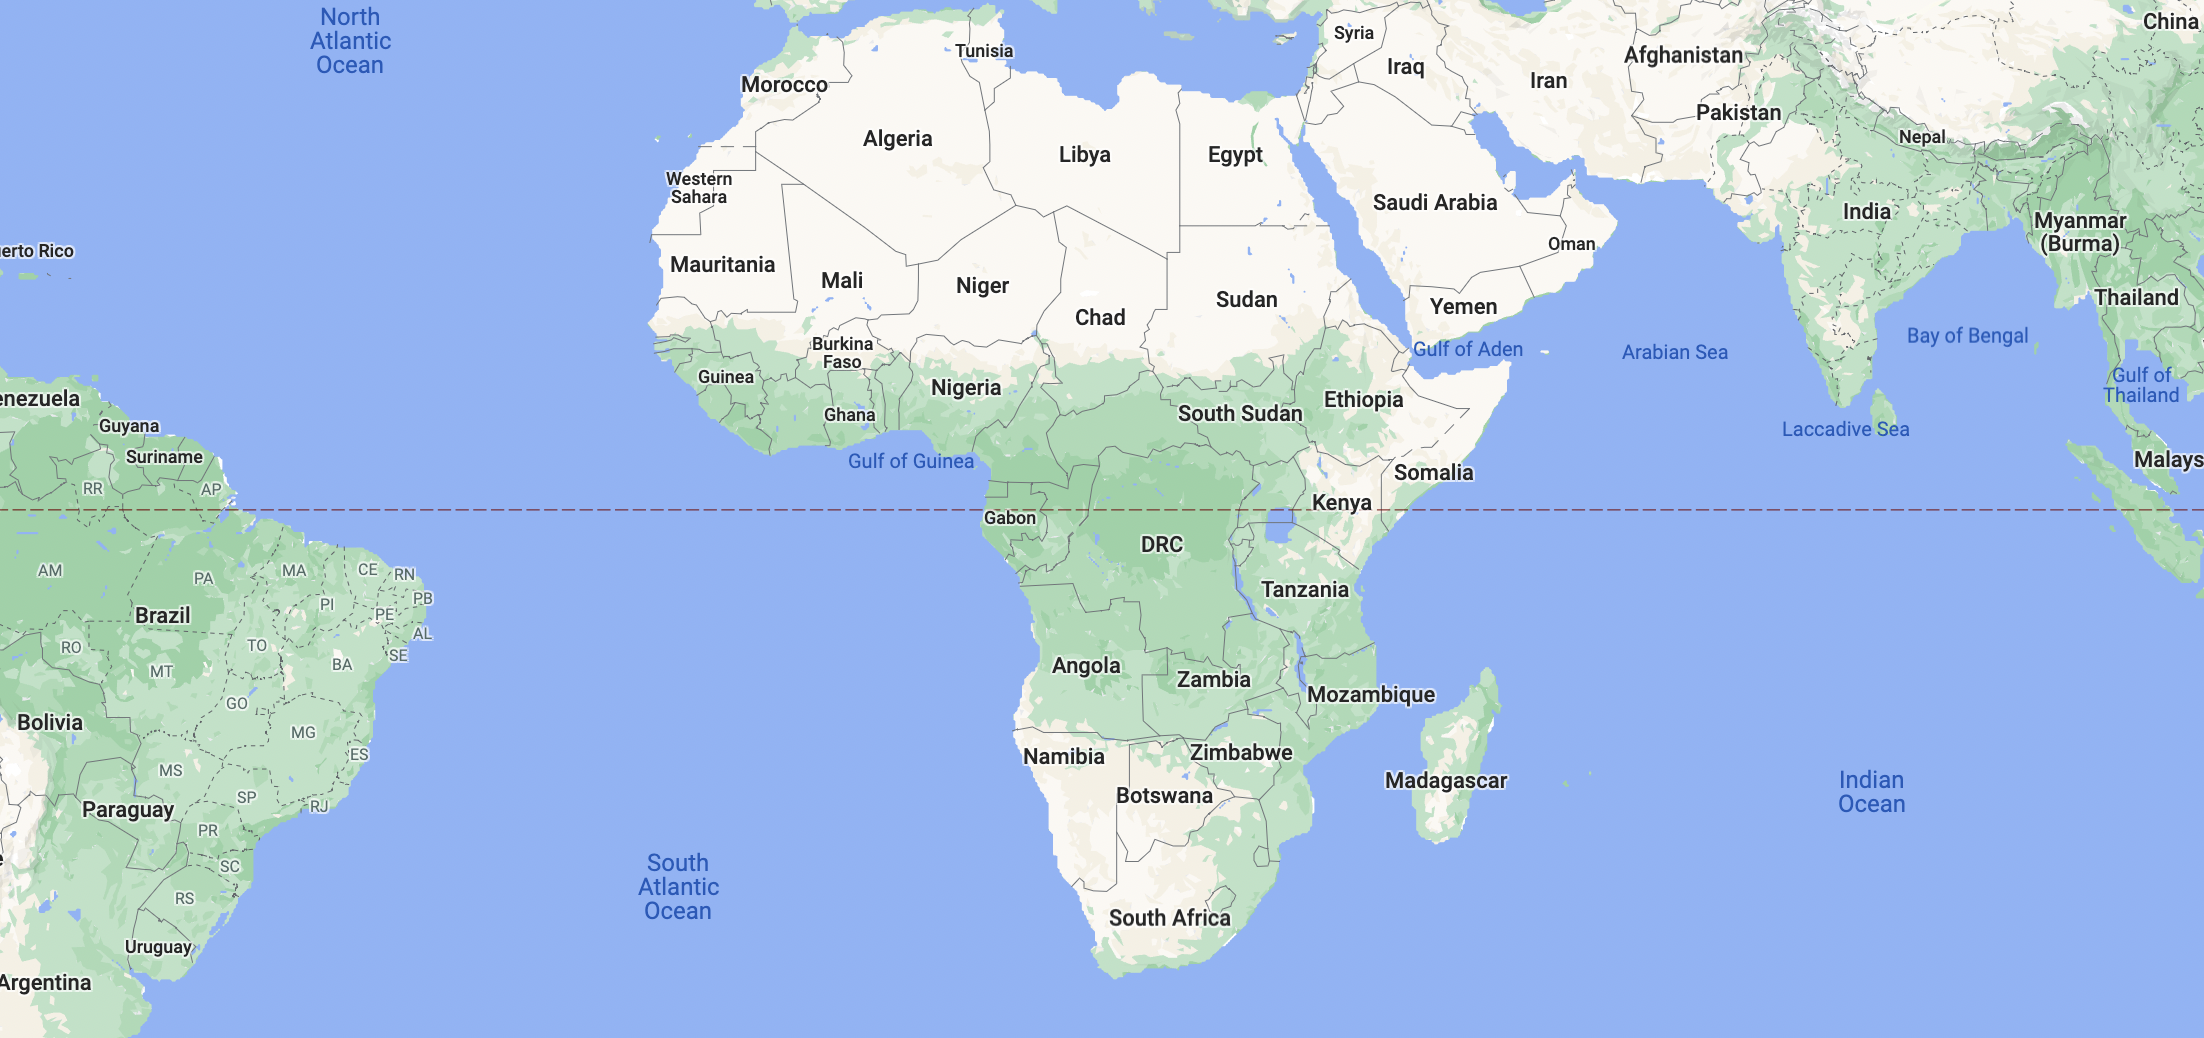 North
Atlantic
Ocean
Tunisia
Morocco
Algeria
Libya
Egypt
Western
Sahara
Mauritania
Mali
Niger
Chad
Sudan
Burkina
Faso
Guinea
Ghana
Nigeria
South Sudan
Ethiopia
Somalia
Kenya
Gulf of Guinea
Gabon
DRC
Tanzania
Angola
Zambia
Mozambique
Namibia
Zimbabwe
Botswana
Madagascar
South Africa
Syria
Iraq
Iran
Afghanistan
Pakistan
Saudi Arabia
Oman
Yemen
Gulf of Aden
Arabian Sea
China
Nepal
India
Myanmar
(Burma)
Thailand
Bay of Bengal
Gulf of
Thailand
Laccadive Sea
Malays
Indian
Ocean
South
Atlantic
Ocean
erto Rico
enezuela
Guyana
Suriname
RR
AP
AM
PA
MA
CE
RN
PB
PI
PE
AL
SE
Brazil
RO
TO
BA
MT
GO
Bolivia
MG
ES
MS
SP
RJ
Paraguay
PR
SC
RS
Uruguay
Argentina